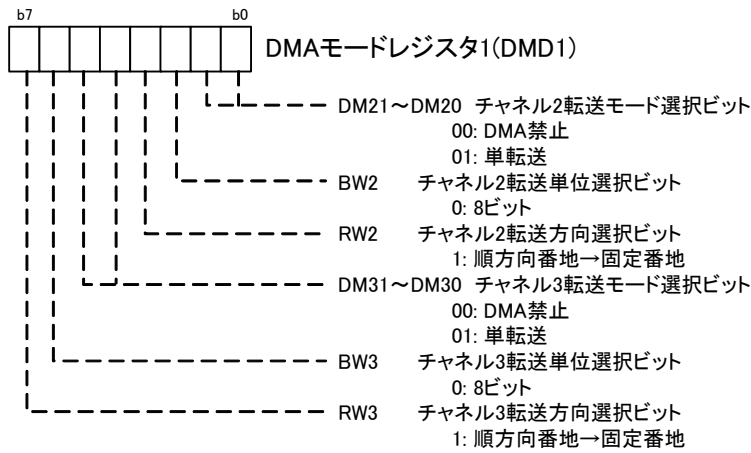 b7 b0
DMAモードレジスタ1(DMD1)
DM21～DM20 チャネル2転送モード選択ビット
00: DMA禁止
01: 単転送
BW2 チャネル2転送単位選択ビット
0: 8ビット
RW2 チャネル2転送方向選択ビット
1: 順方向番地→固定番地
DM31～DM30 チャネル3転送モード選択ビット
00: DMA禁止
01: 単転送
BW3 チャネル3転送単位選択ビット
0: 8ビット
RW3 チャネル3転送方向選択ビット
1: 順方向番地→固定番地